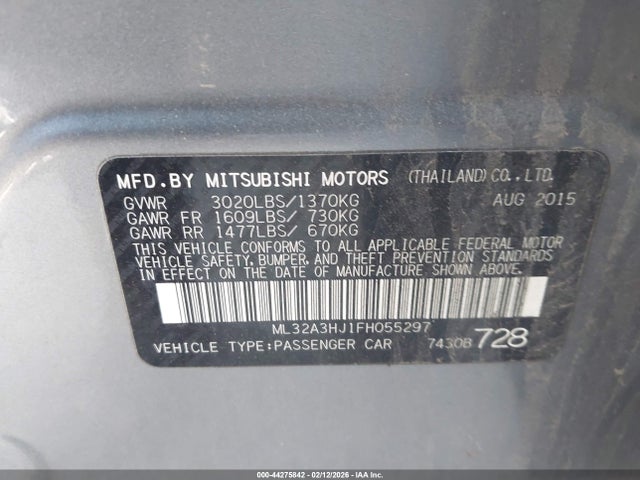 MFD.BY MITSUBISHI MOTORS (THAILAND)CO.,LTD.
GVWR 3020LBS/1370KG AUG 2015
GAWR FR 1609LBS/ 730KG
GAWR RR 1477LBS/ 670KG
THIS VEHICLE CONFORMS TO ALL APPLICABLE FEDERAL MOTOR
VEHICLE SAFETY, BUMPER, AND THEFT PREVENTION STANDARDS
IN EFFECT ON THE DATE OF MANUFACTURE SHOWN ABOVE.
ML32A3HJ1FH055297
VEHICLE TYPE:PASSENGER CAR 7430B 728
000-44275842 - 02/12/2026 - IAA Inc.